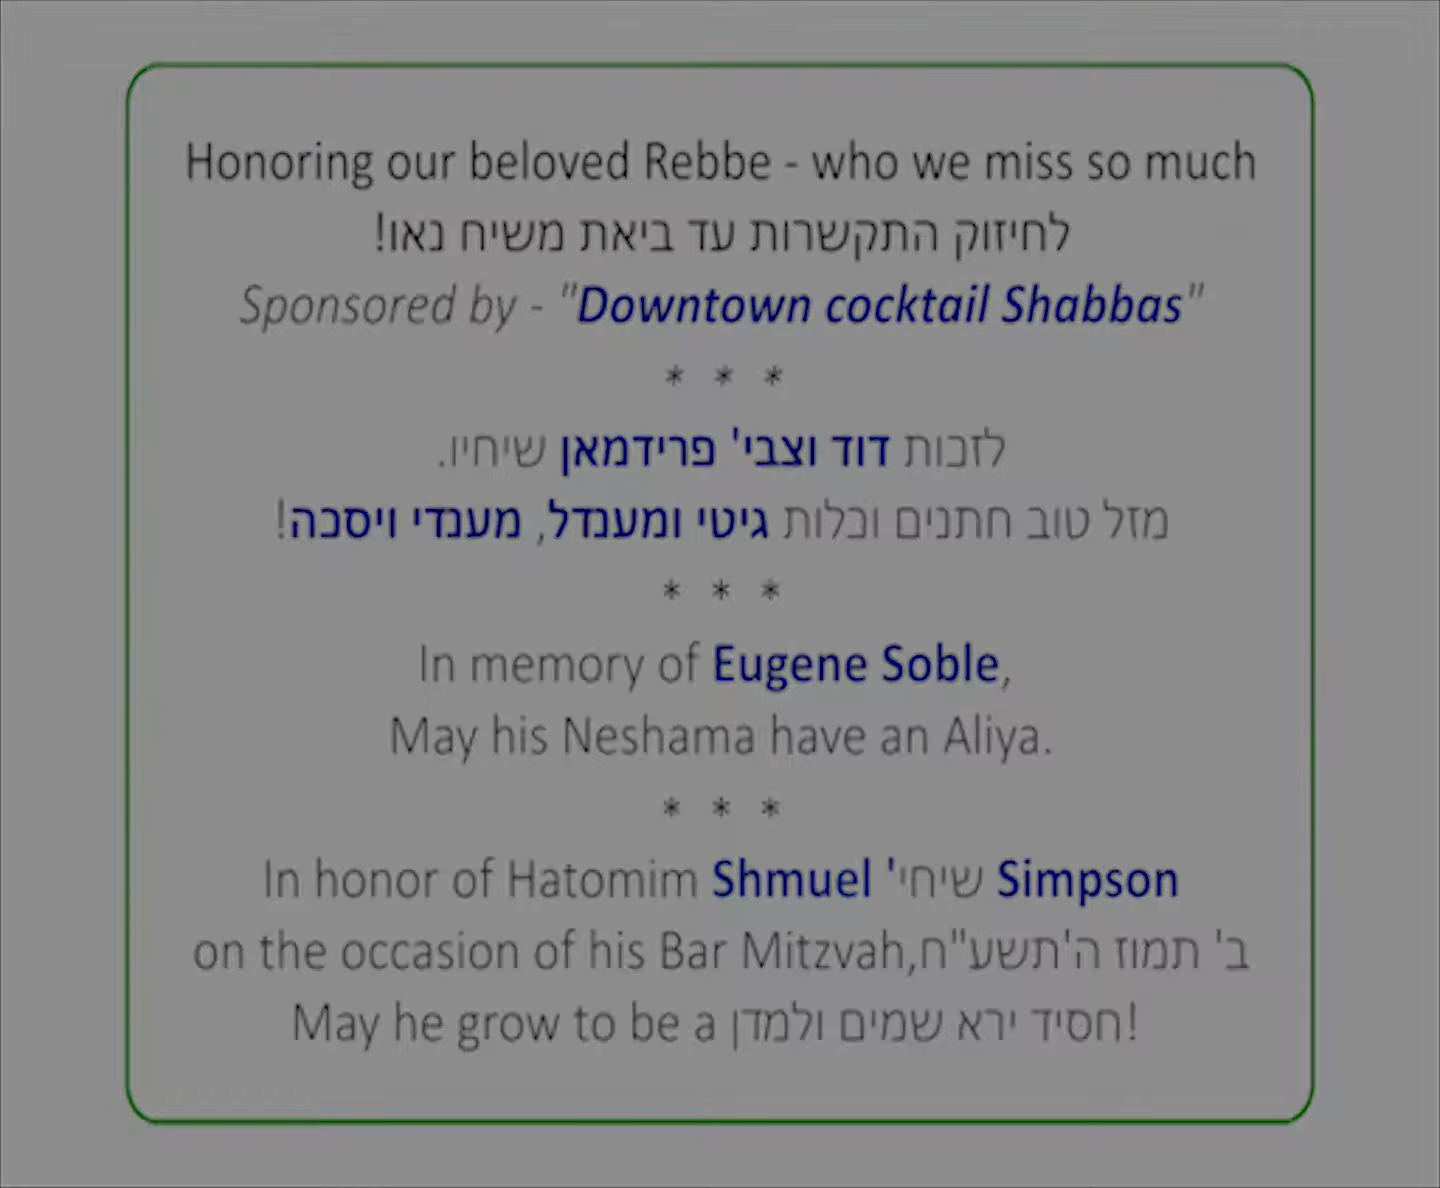 Honoring our beloved Rebbe - who we miss so much
לחיזוק התקשרות עד ביאת משיח נאו!
Sponsored by - "Downtown cocktail Shabbas"
* * *
לזכות דוד וצבי' פרידמאן שיחיו.
מזל טוב חתנים וכלות גיטי ומענדל, מענדי ויסכה!
* * *
In memory of Eugene Soble,
May his Neshama have an Aliya.
* * *
In honor of Hatomim Shmuel שיחי' Simpson
on the occasion of his Bar Mitzvah, ב' תמוז ה'תשע"ח
May he grow to be a חסיד ירא שמים ולמדן!